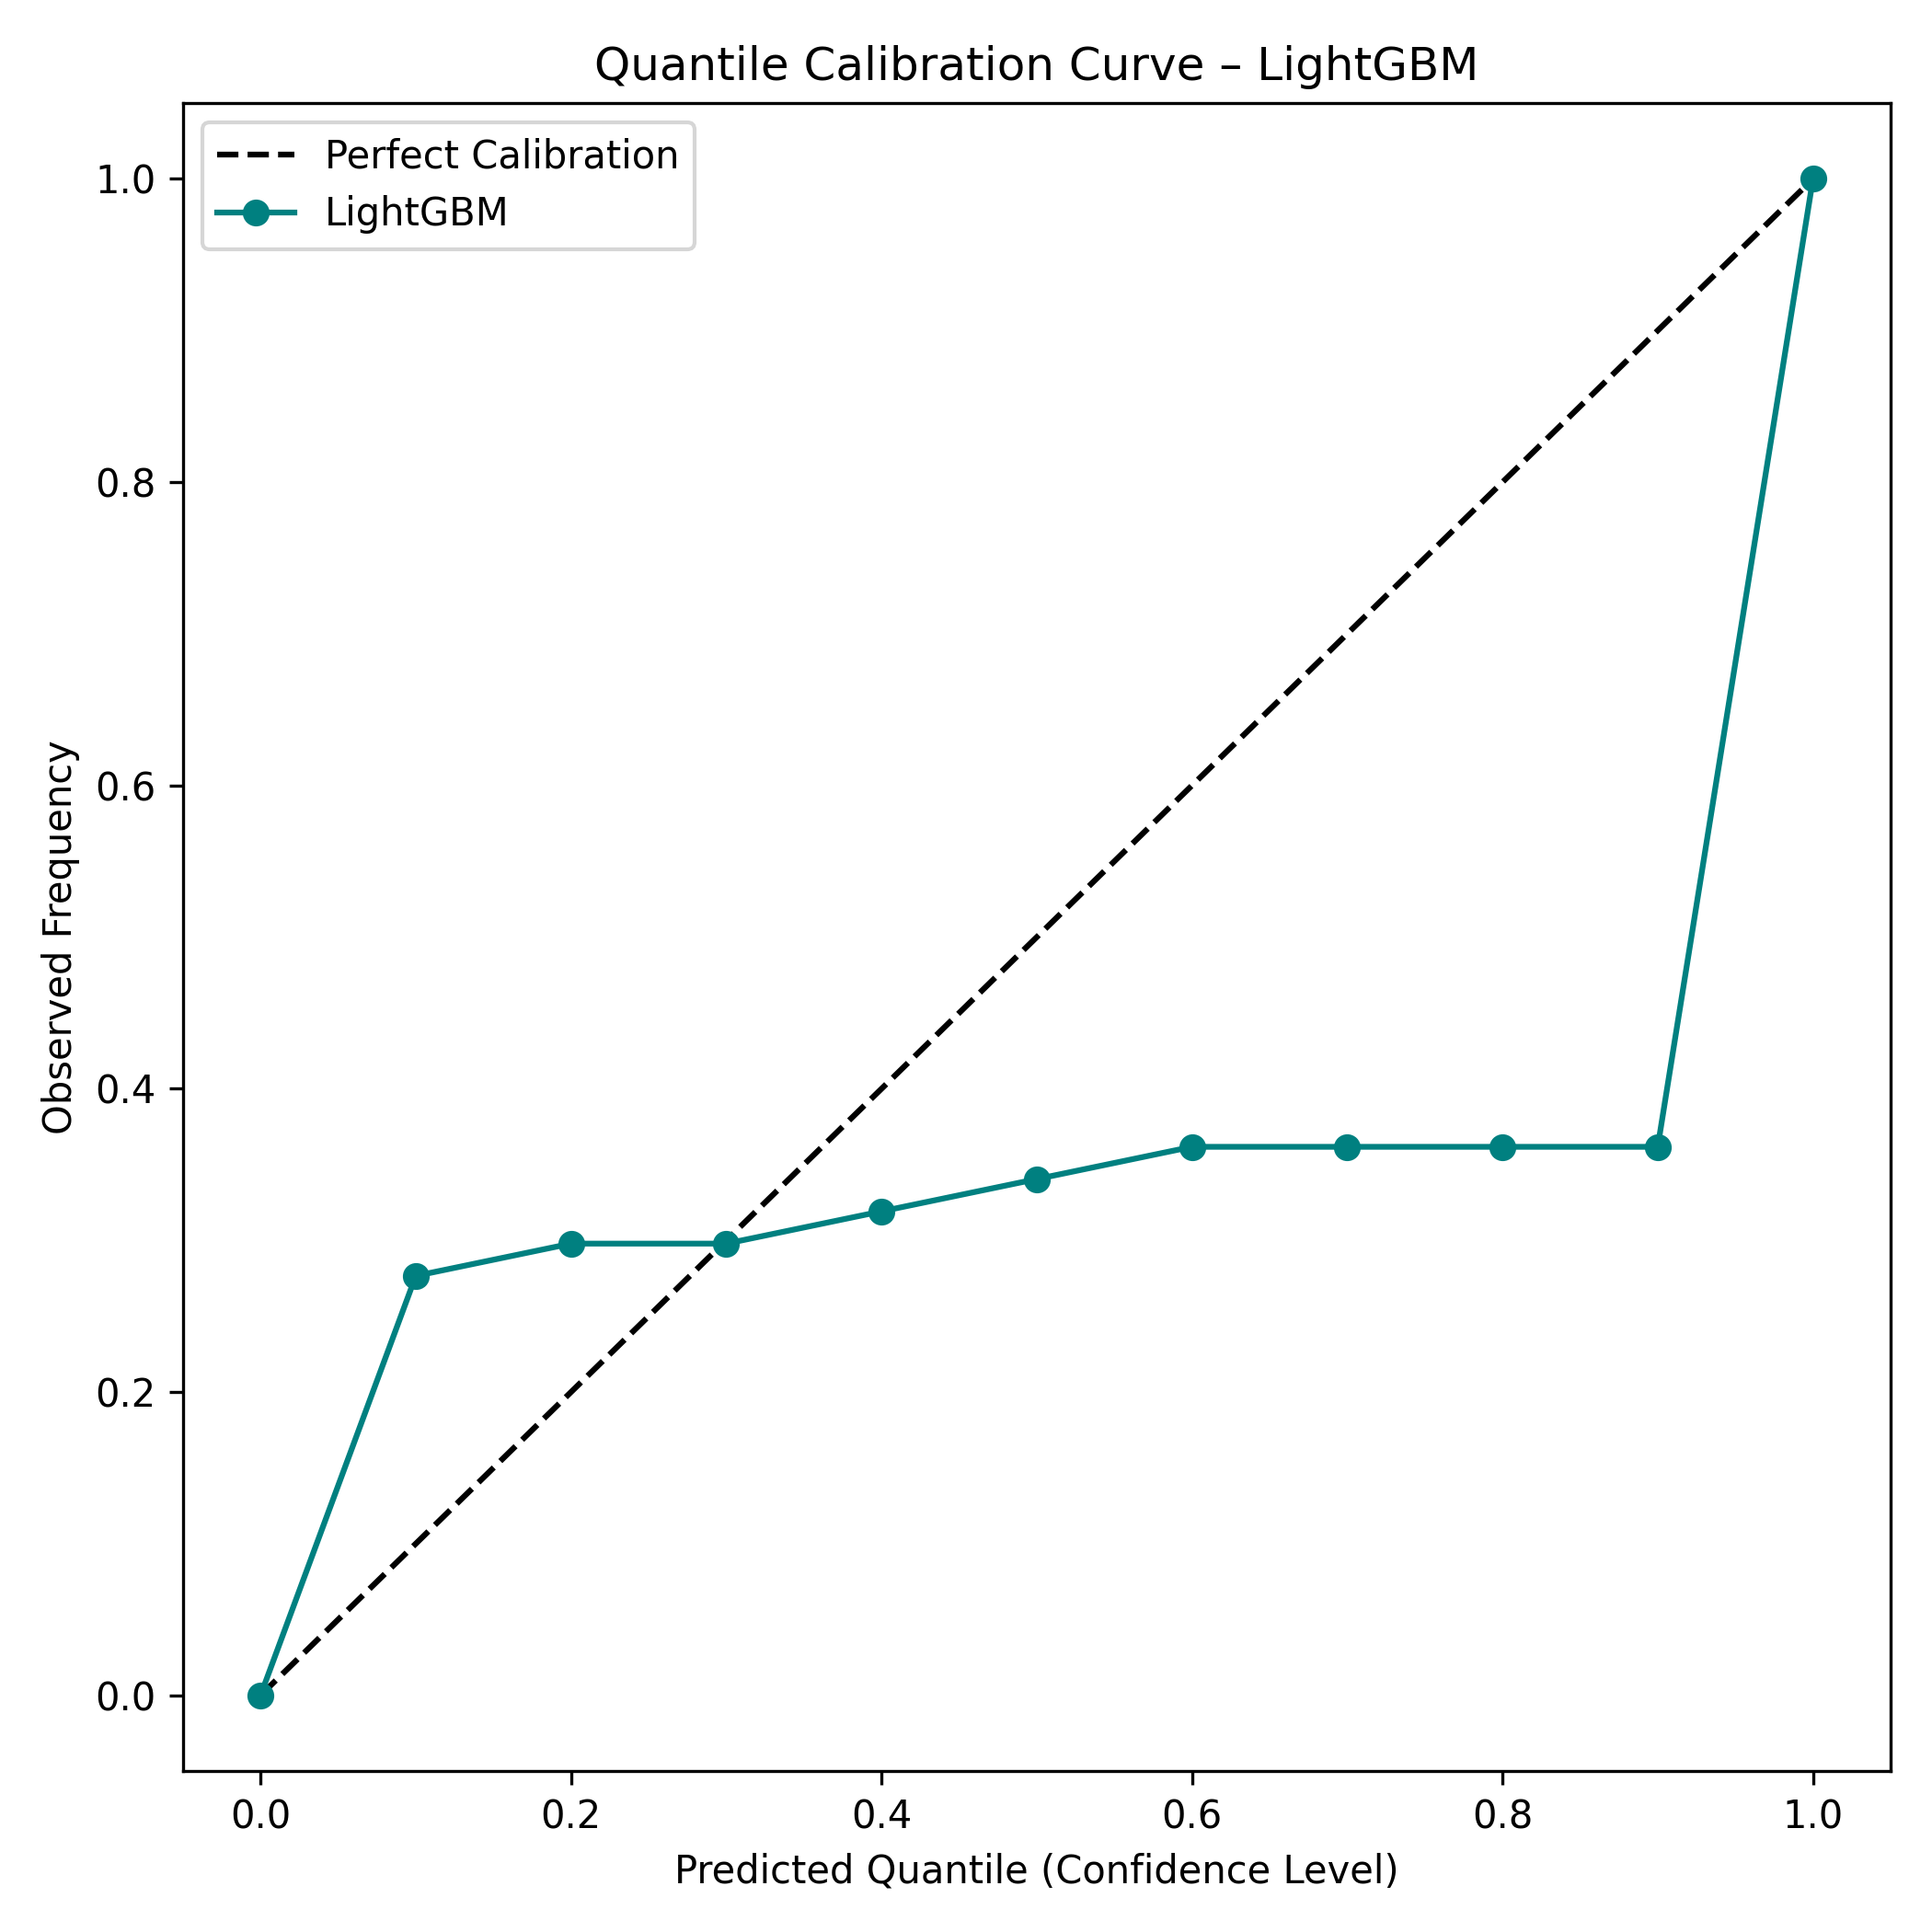 Quantile Calibration Curve – LightGBM
Perfect Calibration
LightGBM
1.0
0.8
0.6
0.4
0.2
0.0
Observed Frequency
0.0 0.2 0.4 0.6 0.8 1.0
Predicted Quantile (Confidence Level)